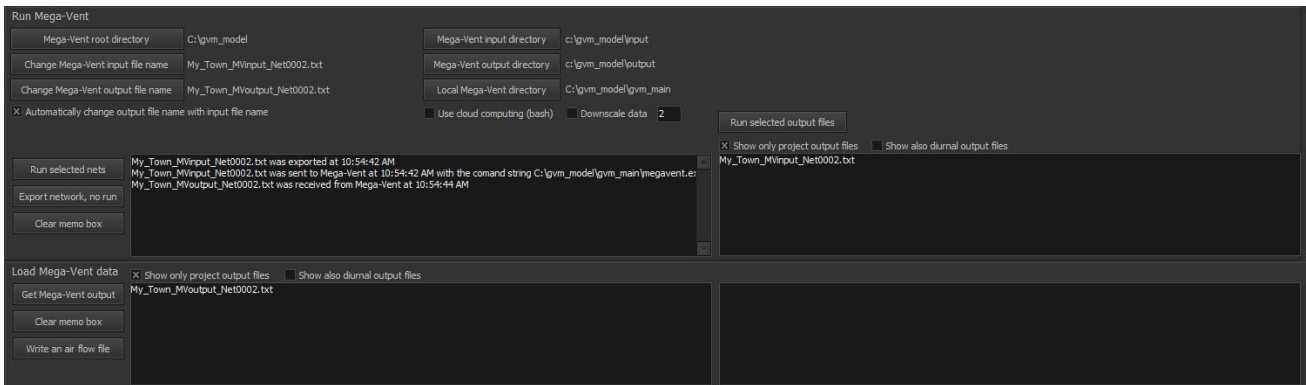 Run Mega-Vent
Mega-Vent root directory C:\gvm_model Mega-Vent input directory c:\gvm_model\input
Change Mega-Vent input file name My_Town_MVinput_Net0002.txt Mega-Vent output directory c:\gvm_model\output
Change Mega-Vent output file name My_Town_MVoutput_Net0002.txt Local Mega-Vent directory C:\gvm_model\gvm_main
Automatically change output file name with input file name Use cloud computing (bash) Downscale data 2
Run selected output files
Show only project output files Show also diurnal output files
Run selected nets
Export network, no run
Clear memo box
My_Town_MVinput_Net0002.txt was exported at 10:54:42 AM
My_Town_MVinput_Net0002.txt was sent to Mega-Vent at 10:54:42 AM with the comand string C:\gvm_model\gvm_main\megavent.ex
My_Town_MVoutput_Net0002.txt was received from Mega-Vent at 10:54:44 AM
My_Town_MVinput_Net0002.txt
Load Mega-Vent data Show only project output files Show also diurnal output files
Get Mega-Vent output
Clear memo box
Write an air flow file
My_Town_MVoutput_Net0002.txt